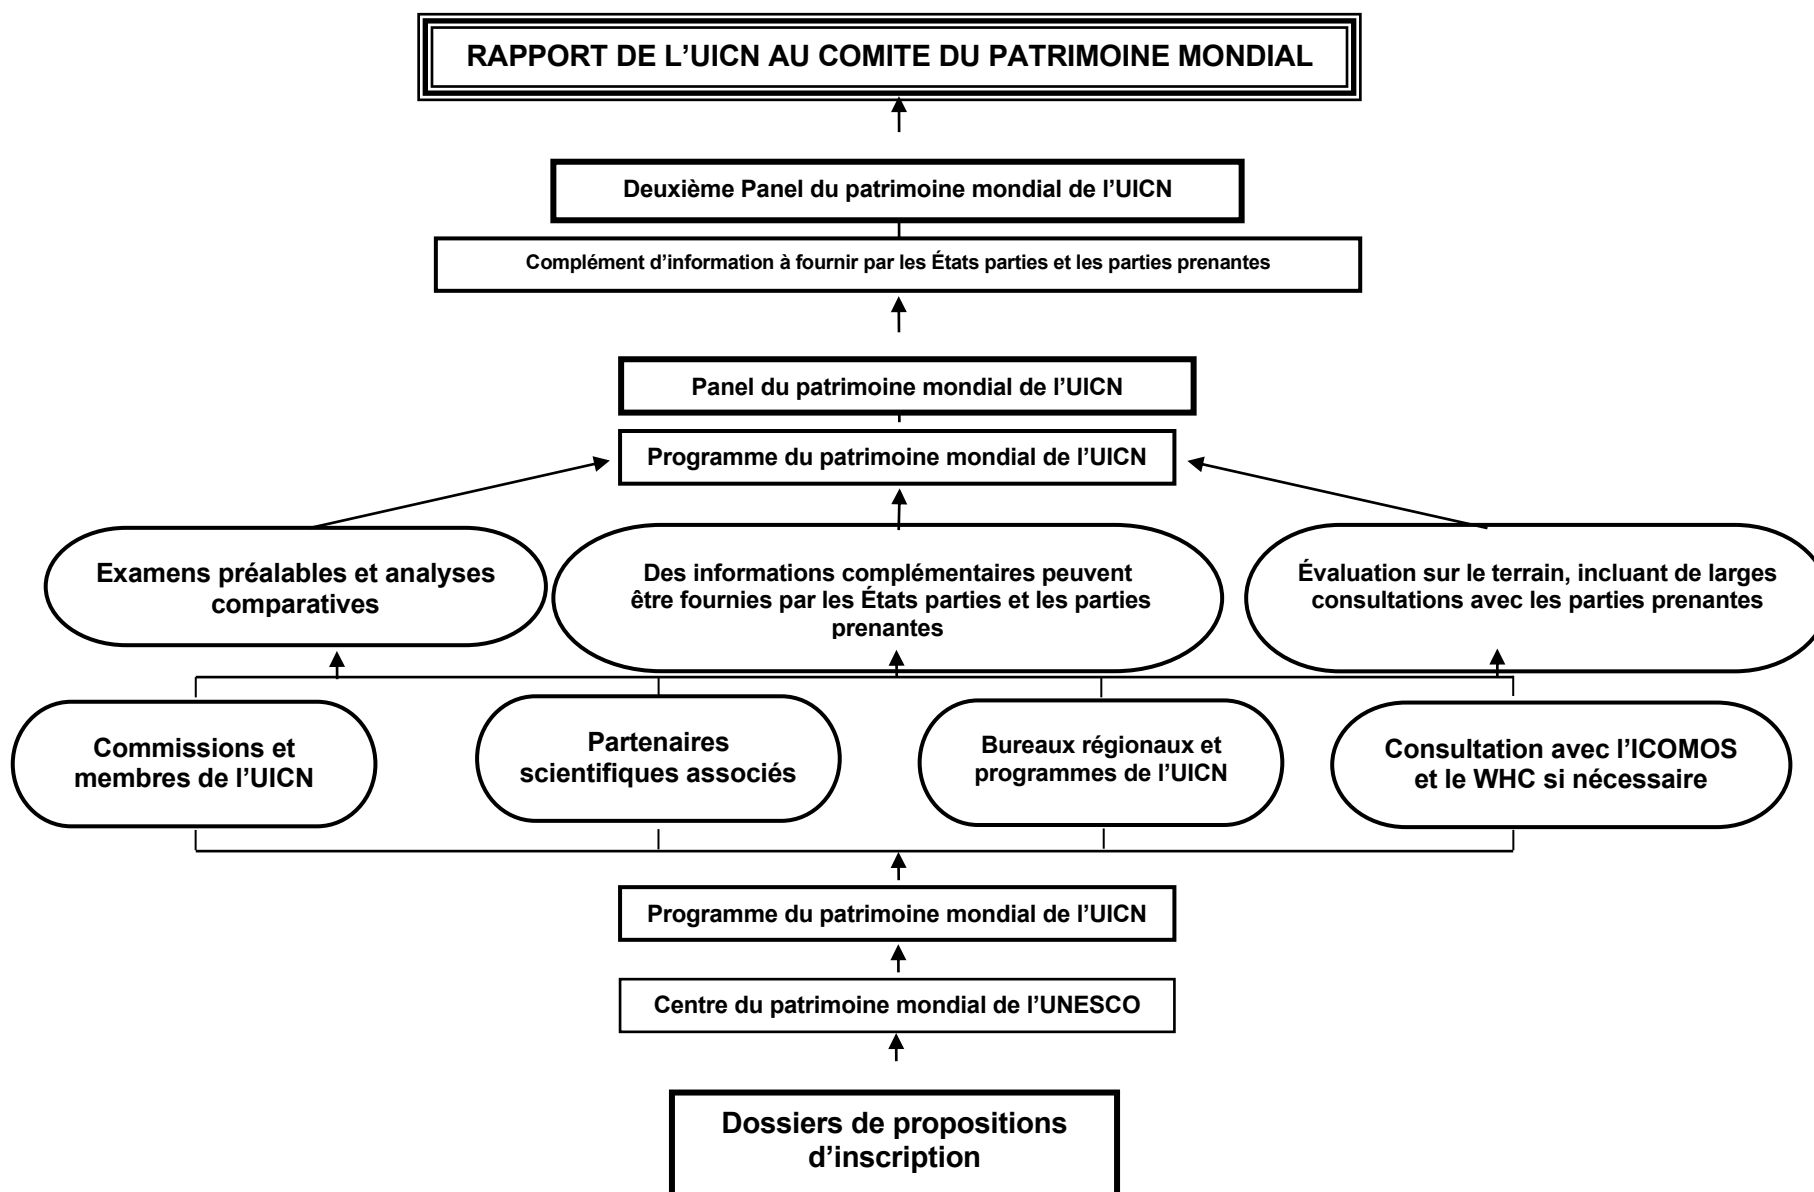 RAPPORT DE L’UICN AU COMITE DU PATRIMOINE MONDIAL
Deuxième Panel du patrimoine mondial de l’UICN
Complément d’information à fournir par les États parties et les parties prenantes
Panel du patrimoine mondial de l’UICN
Programme du patrimoine mondial de l’UICN
Examens préalables et analyses
comparatives
Des informations complémentaires peuvent
être fournies par les États parties et les parties
prenantes
Évaluation sur le terrain, incluant de larges
consultations avec les parties prenantes
Commissions et
membres de l’UICN
Partenaires
scientifiques associés
Bureaux régionaux et
programmes de l’UICN
Consultation avec l’ICOMOS
et le WHC si nécessaire
Programme du patrimoine mondial de l’UICN
Centre du patrimoine mondial de l’UNESCO
Dossiers de propositions
d’inscription